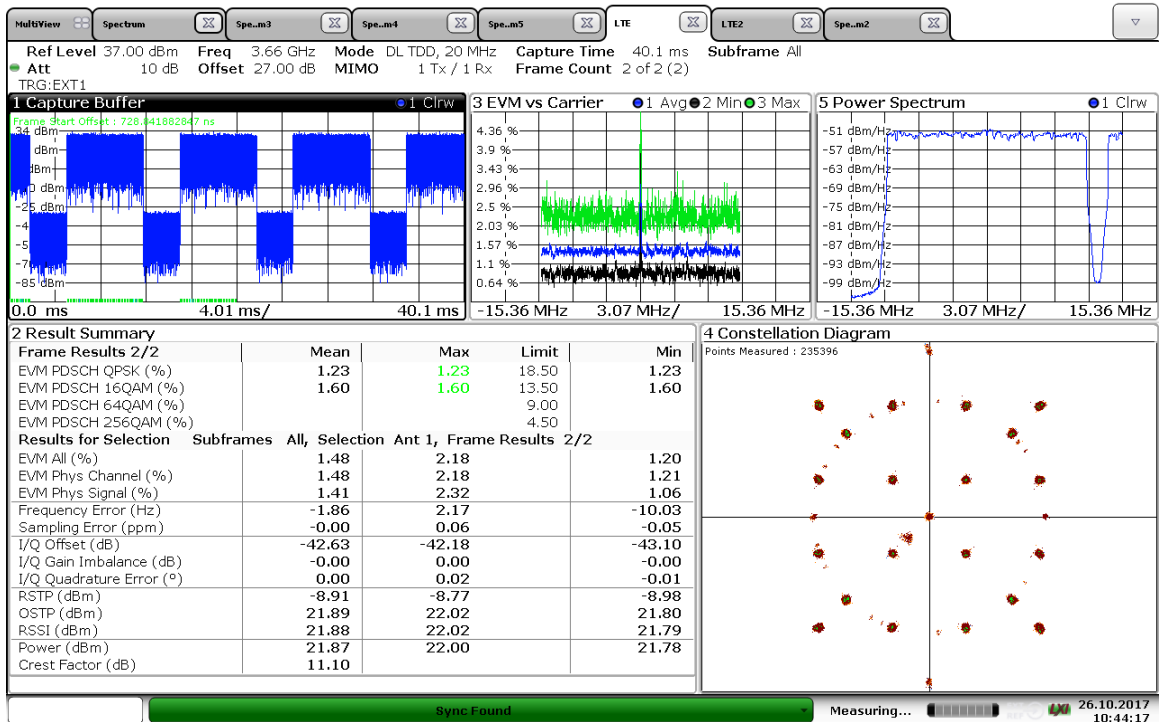 MultiView Spectrum Spe..m3 Spe..m4 Spe..m5 LTE LTE2 Spe..m2
Ref Level 37.00 dBm Freq 3.66 GHz Mode DL TDD, 20 MHz Capture Time 40.1 ms Subframe All
Att 10 dB Offset 27.00 dB MIMO 1 Tx / 1 Rx Frame Count 2 of 2 (2)
TRG:EXT1
1 Capture Buffer 1 Clrw
Frame Start Offset : 728.841882847 ns
34 dBm
dBm
dBm
dBm
-25 dBm
-85 dBm
0.0 ms 4.01 ms/ 40.1 ms
3 EVM vs Carrier 1 Avg 2 Min 3 Max
4.36 %
3.9 %
3.43 %
2.96 %
2.5 %
2.03 %
1.57 %
1.1 %
0.64 %
-15.36 MHz 3.07 MHz/ 15.36 MHz
5 Power Spectrum 1 Clrw
-51 dBm/Hz
-57 dBm/Hz
-63 dBm/Hz
-69 dBm/Hz
-75 dBm/Hz
-81 dBm/Hz
-87 dBm/Hz
-93 dBm/Hz
-99 dBm/Hz
-15.36 MHz 3.07 MHz/ 15.36 MHz
2 Result Summary
Frame Results 2/2 Mean Max Limit Min
EVM PDSCH QPSK (%) 1.23 1.23 18.50 1.23
EVM PDSCH 16QAM (%) 1.60 1.60 13.50 1.60
EVM PDSCH 64QAM (%) 9.00
EVM PDSCH 256QAM (%) 4.50
Results for Selection Subframes All, Selection Ant 1, Frame Results 2/2
EVM All (%) 1.48 2.18 1.20
EVM Phys Channel (%) 1.48 2.18 1.21
EVM Phys Signal (%) 1.41 2.32 1.06
Frequency Error (Hz) -1.86 2.17 -10.03
Sampling Error (ppm) -0.00 0.06 -0.05
I/Q Offset (dB) -42.63 -42.18 -43.10
I/Q Gain Imbalance (dB) -0.00 0.00 -0.00
I/Q Quadrature Error (°) 0.00 0.02 -0.01
RSTP (dBm) -8.91 -8.77 -8.98
OSTP (dBm) 21.89 22.02 21.80
RSSI (dBm) 21.88 22.02 21.79
Power (dBm) 21.87 22.00 21.78
Crest Factor (dB) 11.10
4 Constellation Diagram
Points Measured : 235396
Sync Found
Measuring...
LXI
26.10.2017
10:44:17